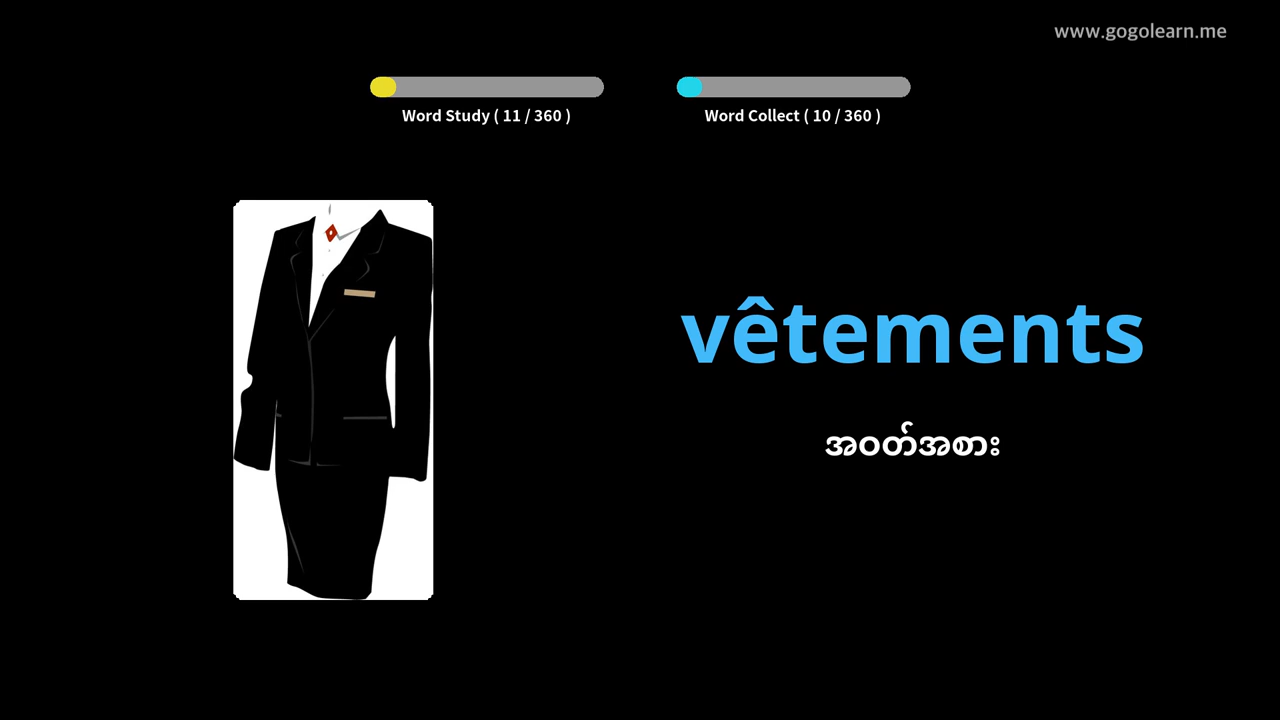 www.gogolearn.me
Word Study ( 11 / 360 )
Word Collect ( 10 / 360 )
vêtements
အဝတ်အစား